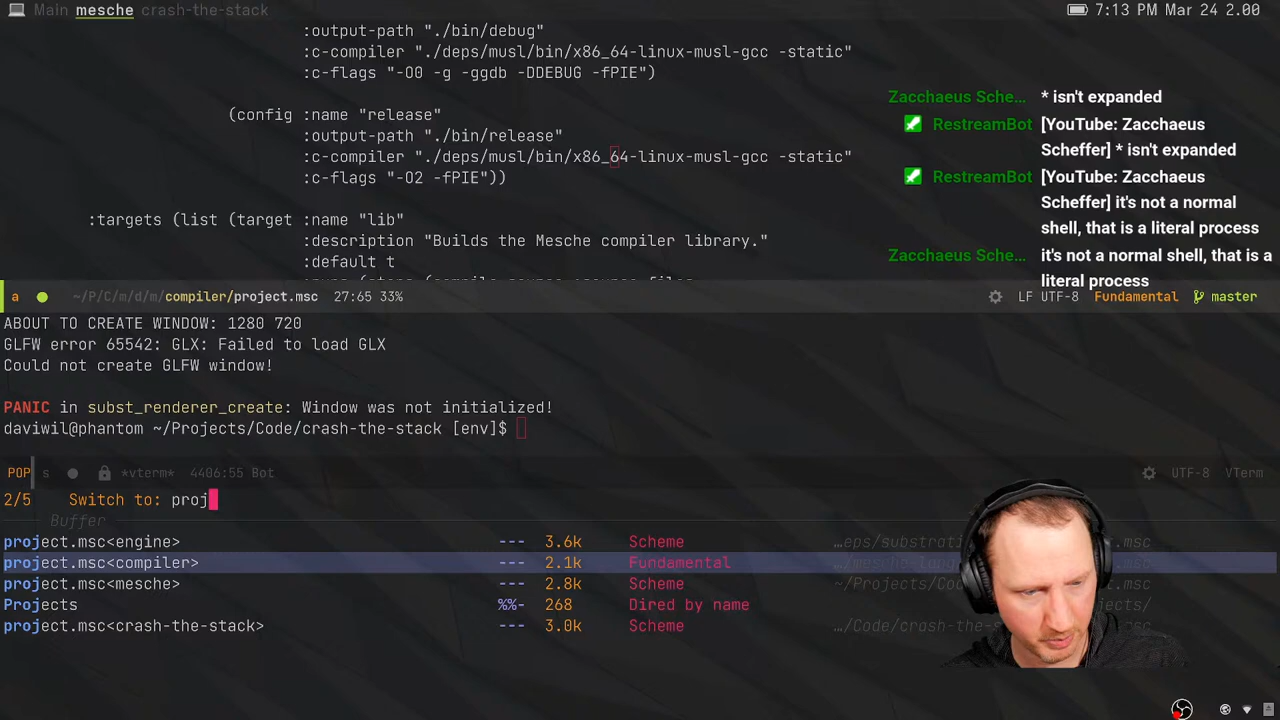 Main mesche crash-the-stack
7:13 PM Mar 24 2.00
:output-path "./bin/debug"
:c-compiler "./deps/musl/bin/x86_64-linux-musl-gcc -static"
:c-flags "-O0 -g -ggdb -DDEBUG -fPIE")
(config :name "release"
:output-path "./bin/release"
:c-compiler "./deps/musl/bin/x86_64-linux-musl-gcc -static"
:c-flags "-O2 -fPIE"))
:targets (list (target :name "lib"
:description "Builds the Mesche compiler library."
:default t
Zacchaeus Sche… * isn't expanded
RestreamBot [YouTube: Zacchaeus
Scheffer] * isn't expanded
RestreamBot [YouTube: Zacchaeus
Scheffer] it's not a normal
shell, that is a literal process
Zacchaeus Sche… it's not a normal shell, that is a
literal process
a ~/P/C/m/d/m/compiler/project.msc 27:65 33% LF UTF-8 Fundamental master
ABOUT TO CREATE WINDOW: 1280 720
GLFW error 65542: GLX: Failed to load GLX
Could not create GLFW window!
PANIC in subst_renderer_create: Window was not initialized!
daviwil@phantom ~/Projects/Code/crash-the-stack [env]$
POP s *vterm* 4406:55 Bot UTF-8 VTerm
2/5 Switch to: proj
Buffer
project.msc<engine> --- 3.6k Scheme
project.msc<compiler> --- 2.1k Fundamental
project.msc<mesche> --- 2.8k Scheme
Projects %%- 268 Dired by name
project.msc<crash-the-stack> --- 3.0k Scheme